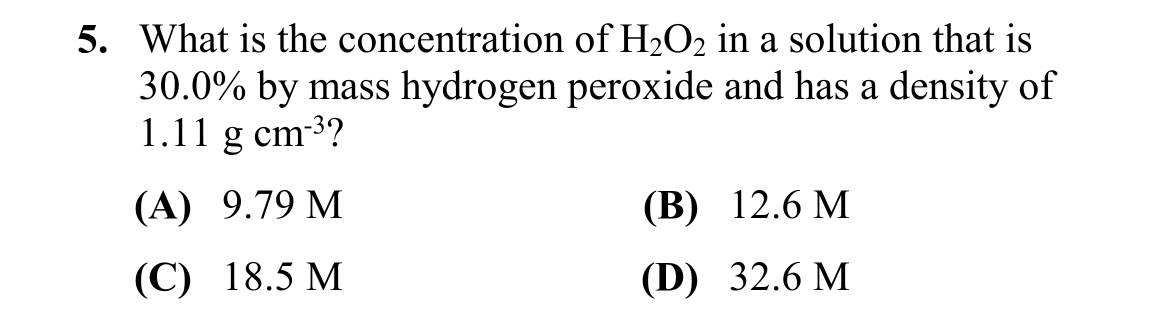 5. What is the concentration of H₂O₂ in a solution that is
30.0% by mass hydrogen peroxide and has a density of
1.11 g cm⁻³?
(A) 9.79 M (B) 12.6 M
(C) 18.5 M (D) 32.6 M